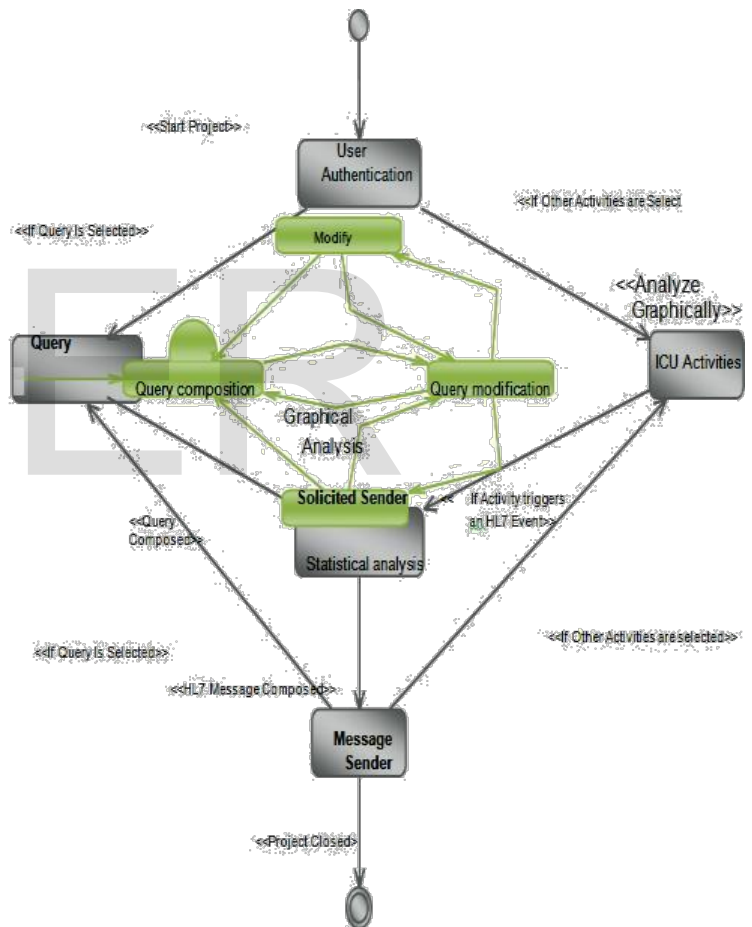 <<Start Project>>
User
Authentication
<<If Other Activities are Select
<<If Query Is Selected>>
Modify
<<Analyze
Graphically>>
Query
ICU Activities
Query composition
Query modification
Graphical
Analysis
Solicited Sender
<< If Activity triggers
an HL7 Event>>
<<Query
Composed>>
Statistical analysis
<<If Query Is Selected>>
<<If Other Activities are selected>>
<<HL7 Message Composed>>
Message
Sender
<<Project Closed>
ER